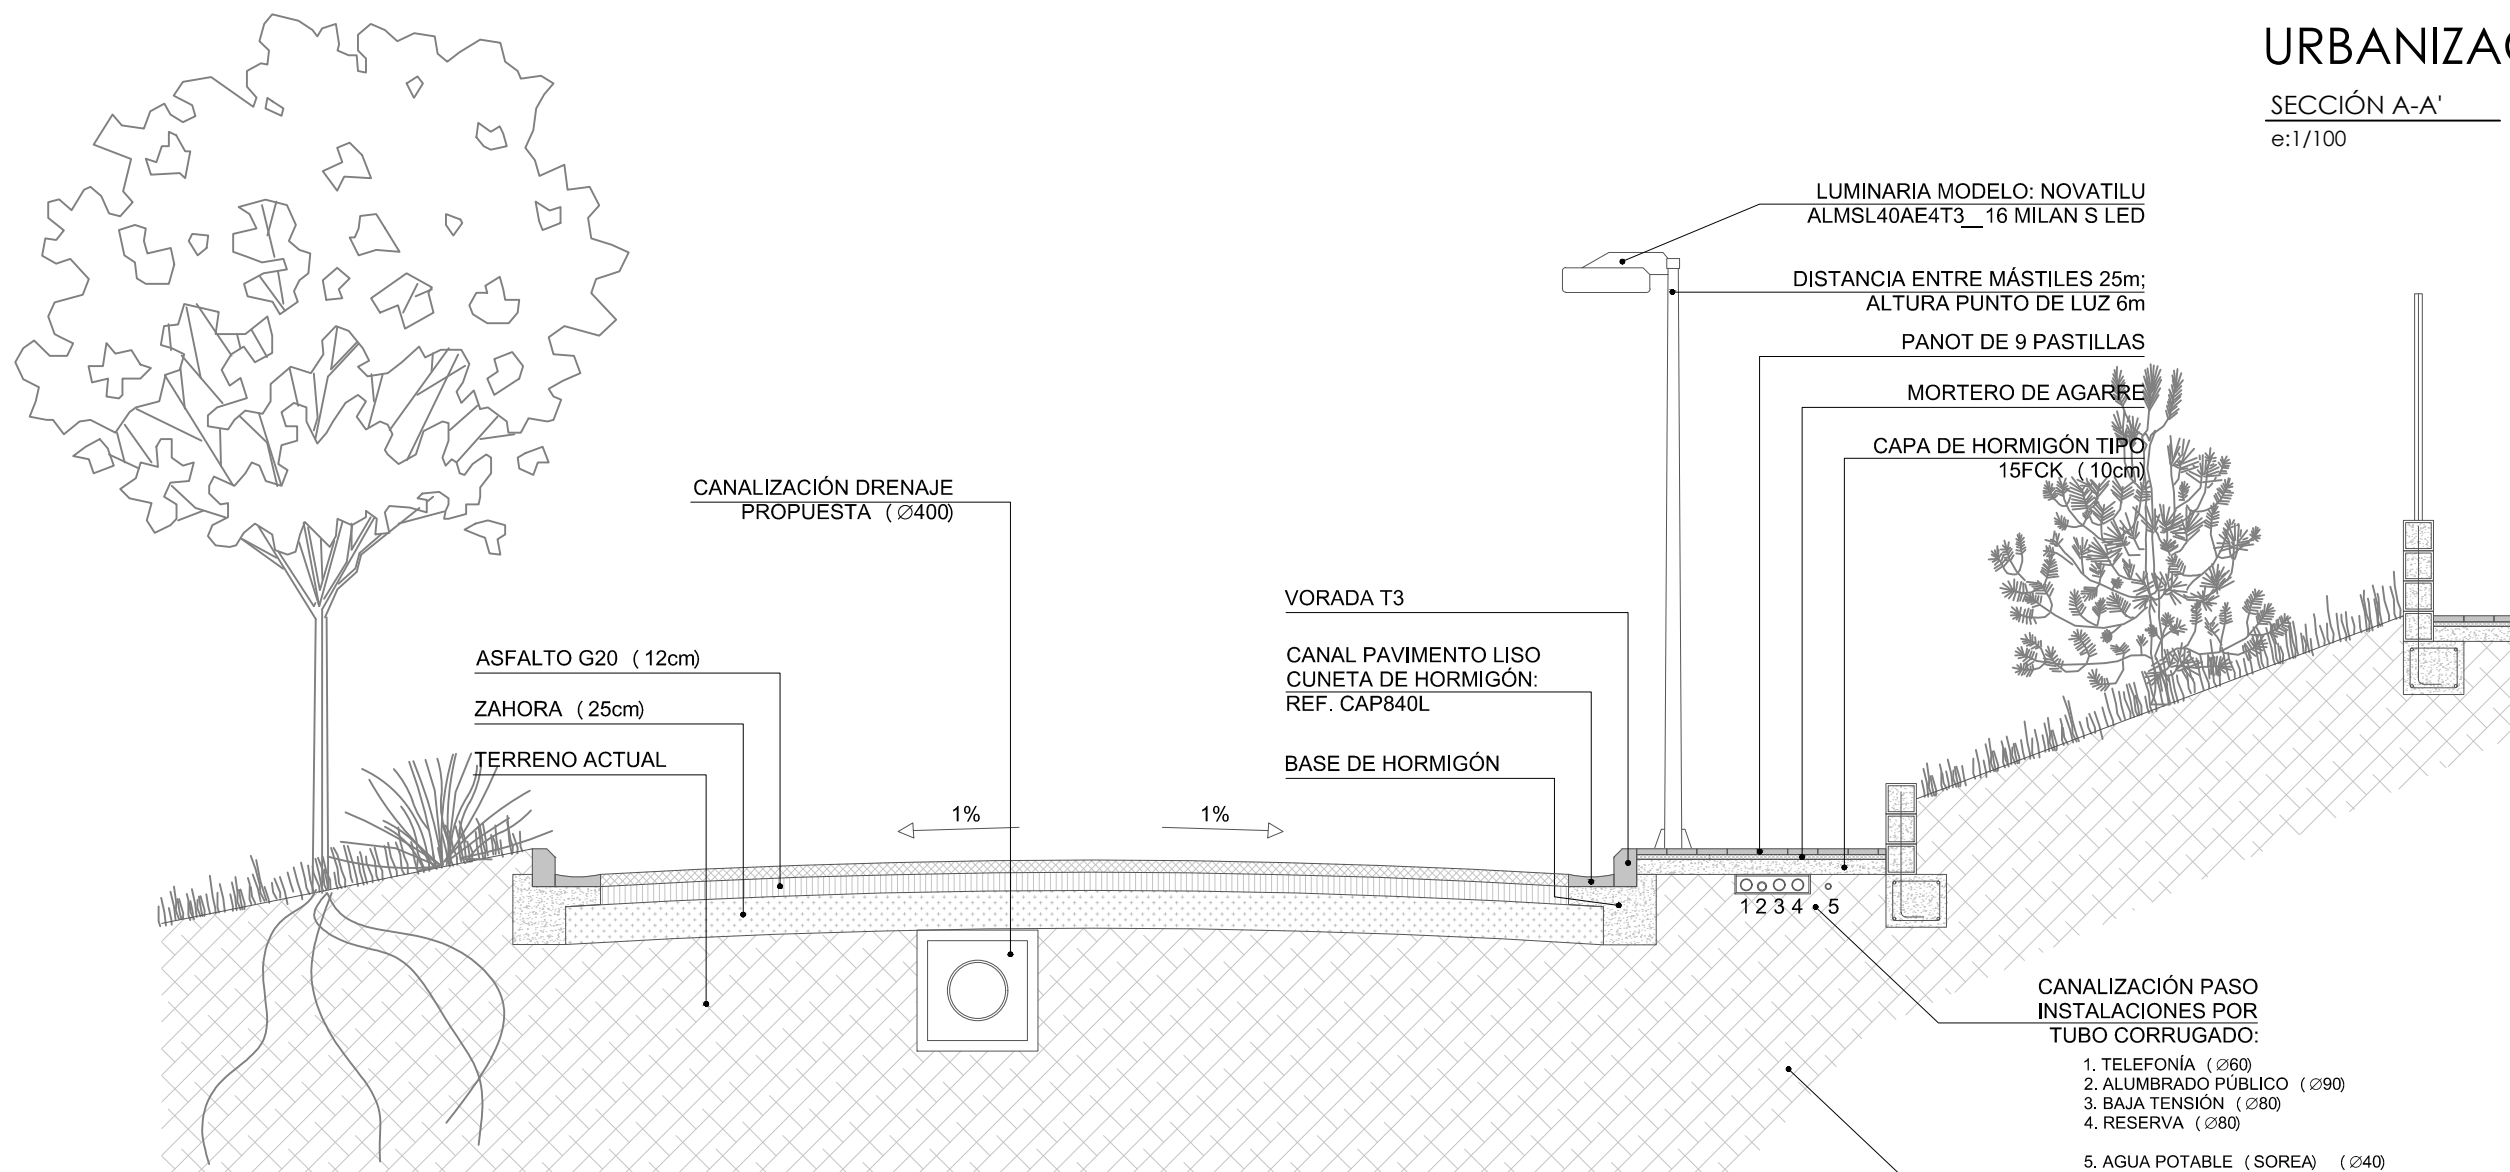 URBANIZAC
SECCIÓN A-A'
e:1/100
LUMINARIA MODELO: NOVATILU
ALMSL40AE4T3__16 MILAN S LED
DISTANCIA ENTRE MÁSTILES 25m;
ALTURA PUNTO DE LUZ 6m
PANOT DE 9 PASTILLAS
MORTERO DE AGARRE
CAPA DE HORMIGÓN TIPO
15FCK (10cm)
CANALIZACIÓN DRENAJE
PROPUESTA (∅400)
VORADA T3
CANAL PAVIMENTO LISO
CUNETA DE HORMIGÓN:
REF. CAP840L
BASE DE HORMIGÓN
ASFALTO G20 (12cm)
ZAHORA (25cm)
TERRENO ACTUAL
1%
1%
1 2 3 4 5
CANALIZACIÓN PASO
INSTALACIONES POR
TUBO CORRUGADO:
1. TELEFONÍA (∅60)
2. ALUMBRADO PÚBLICO (∅90)
3. BAJA TENSIÓN (∅80)
4. RESERVA (∅80)
5. AGUA POTABLE (SOREA) (∅40)